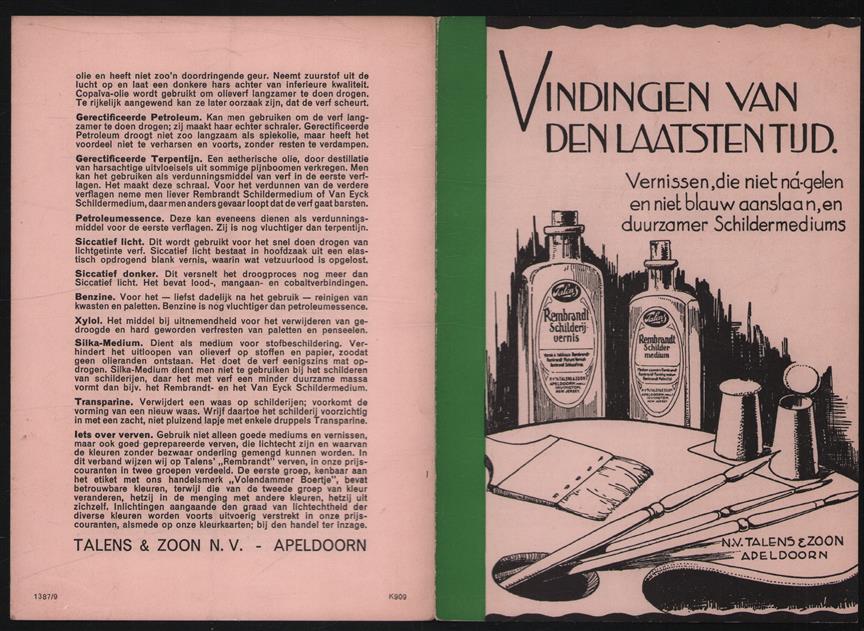 olie en heeft niet zoo'n doordringende geur. Neemt zuurstof uit de
lucht op en laat een donkere hars achter van inferieure kwaliteit.
Copaïva-olie wordt gebruikt om olieverf langzamer te doen drogen.
Te rijkelijk aangewend kan ze later oorzaak zijn, dat de verf scheurt.
Gerectificeerde Petroleum. Kan men gebruiken om de verf lang-
zamer te doen drogen; zij maakt haar echter schraler. Gerectificeerde
Petroleum droogt niet zoo langzaam als spiekolie, maar heeft het
voordeel niet te verharsen en voorts, zonder resten te verdampen.
Gerectificeerde Terpentijn. Een aetherische olie, door destillatie
van harsachtige uitvloeisels uit sommige pijnboomen verkregen. Men
kan het gebruiken als verdunningsmiddel van verf in de eerste verf-
lagen. Het maakt deze schraal. Voor het verdunnen van de verdere
verflagen neme men liever Rembrandt Schildermedium of Van Eyck
Schildermedium, daar men anders gevaar loopt dat de verf gaat barsten.
Petroleumessence. Deze kan eveneens dienen als verdunnings-
middel voor de eerste verflagen. Zij is nog vluchtiger dan terpentijn.
Siccatief licht. Dit wordt gebruikt voor het snel doen drogen van
lichtgetinte verf. Siccatief licht bestaat in hoofdzaak uit een elas-
tisch opdrogend blank vernis, waarin wat vetzuurlood is opgelost.
Siccatief donker. Dit versnelt het droogproces nog meer dan
Siccatief licht. Het bevat lood-, mangaan- en cobaltverbindingen.
Benzine. Voor het — liefst dadelijk na het gebruik — reinigen van
kwasten en paletten. Benzine is nog vluchtiger dan petroleumessence.
Xylol. Het middel bij uitnemendheid voor het verwijderen van ge-
droogde en hard geworden verfresten van paletten en penseelen.
Silka-Medium. Dient als medium voor stofbeschildering. Ver-
hindert het uitloopen van olieverf op stoffen en papier, zoodat
geen olieranden ontstaan. Het doet de verf eenigszins mat op-
drogen. Silka-Medium dient men niet te gebruiken bij het schilderen
van schilderijen, daar het met verf een minder duurzame massa
vormt dan bijv. het Rembrandt- en het Van Eyck Schildermedium.
Transparine. Verwijdert een waas op schilderijen; voorkomt de
vorming van een nieuw waas. Wrijf daartoe het schilderij voorzichtig
in met een zacht, niet pluizend lapje met enkele druppels Transparine.
Iets over verven. Gebruik niet alleen goede mediums en vernissen,
maar ook goed geprepareerde verven, die lichtecht zijn en waarvan
de kleuren zonder bezwaar onderling gemengd kunnen worden. In
dit verband wijzen wij op Talens' „Rembrandt" verven, in onze prijs-
couranten in twee groepen verdeeld. De eerste groep, kenbaar aan
het etiket met ons handelsmerk „Volendammer Boertje", bevat
betrouwbare kleuren, terwijl die van de tweede groep van kleur
veranderen, hetzij in de menging met andere kleuren, hetzij uit
zichzelf. Inlichtingen aangaande den graad van lichtechtheid der
diverse kleuren worden voorts uitvoerig verstrekt in onze prijs-
couranten, alsmede op onze kleurkaarten; bij den handel ter inzage.
TALENS & ZOON N.V. - APELDOORN
1387/9
K909
VINDINGEN VAN
DEN LAATSTEN TIJD.
Vernissen, die niet ná-gelen
en niet blauw aanslaan, en
duurzamer Schildermediums
Talens
Rembrandt
Schilderij-
vernis
Talens
Rembrandt
Schilder
medium
N.V. TALENS & ZOON
APELDOORN